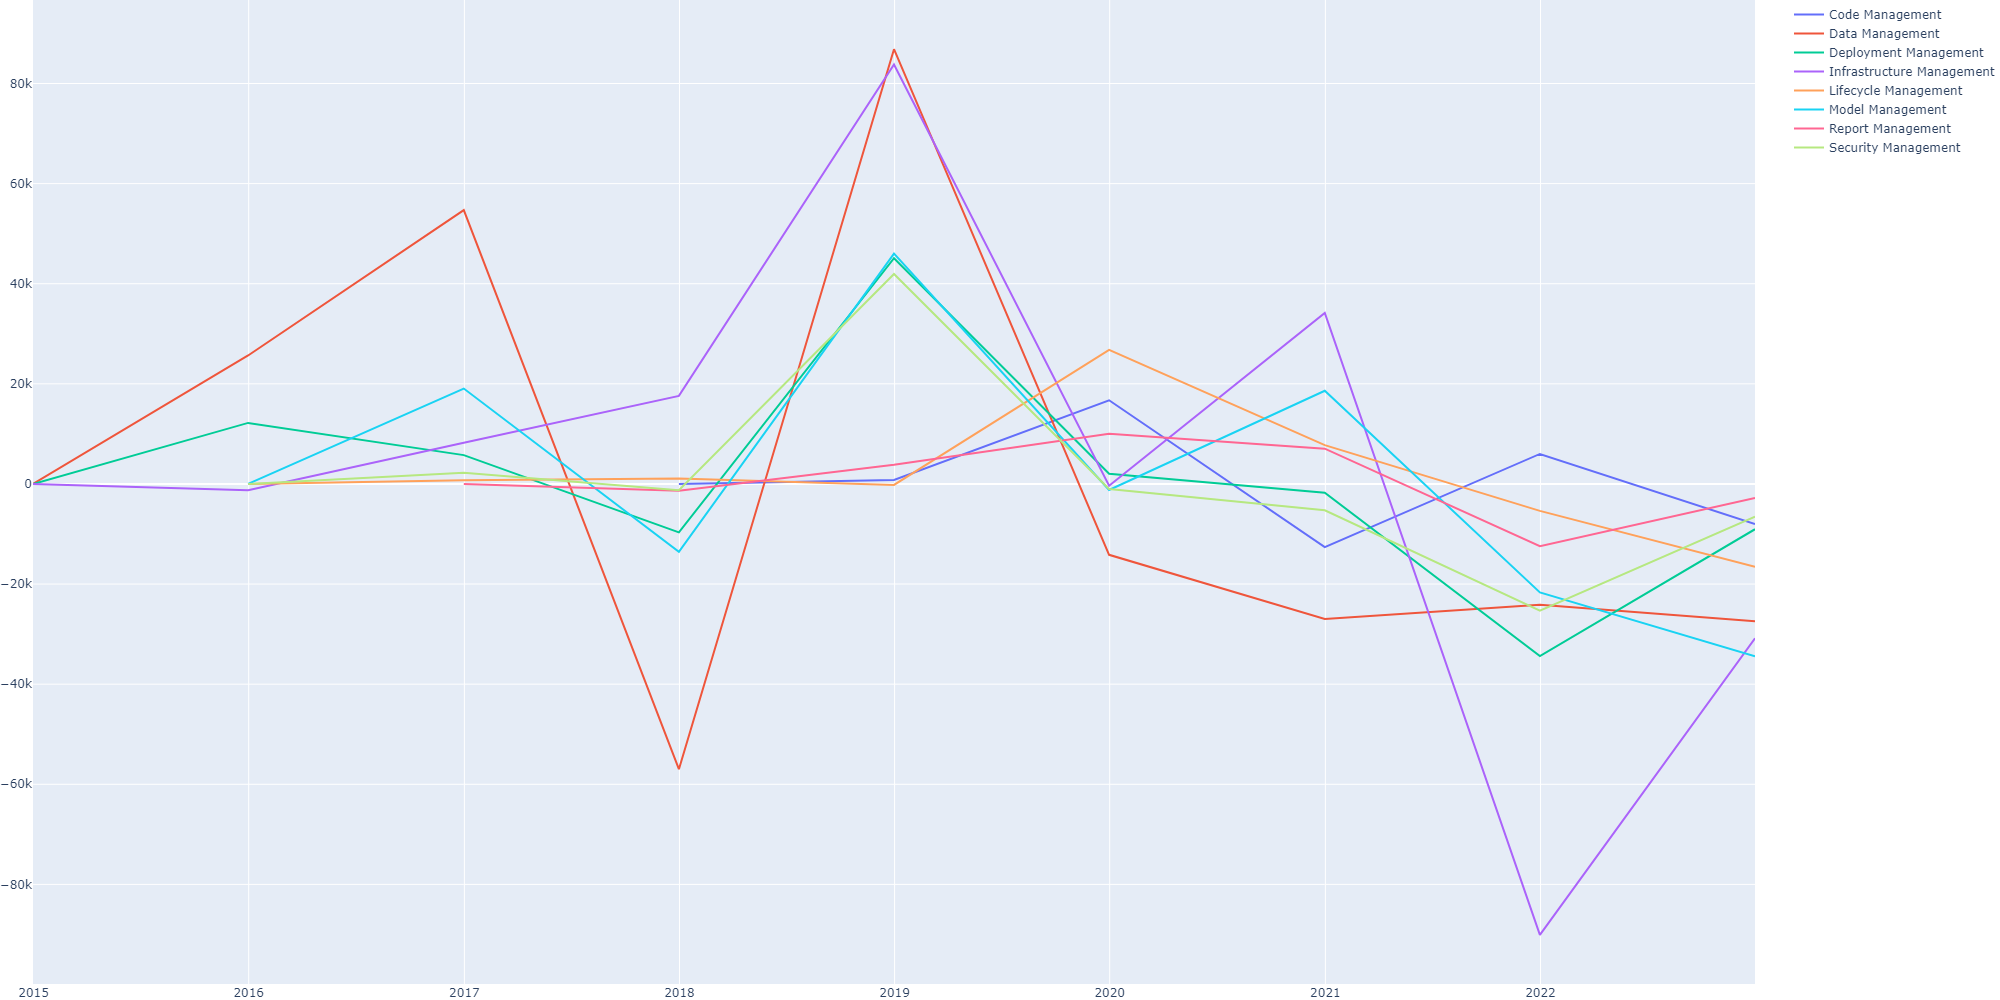 Code Management
Data Management
Deployment Management
Infrastructure Management
Lifecycle Management
Model Management
Report Management
Security Management
80k
60k
40k
20k
0
−20k
−40k
−60k
−80k
2015 2016 2017 2018 2019 2020 2021 2022